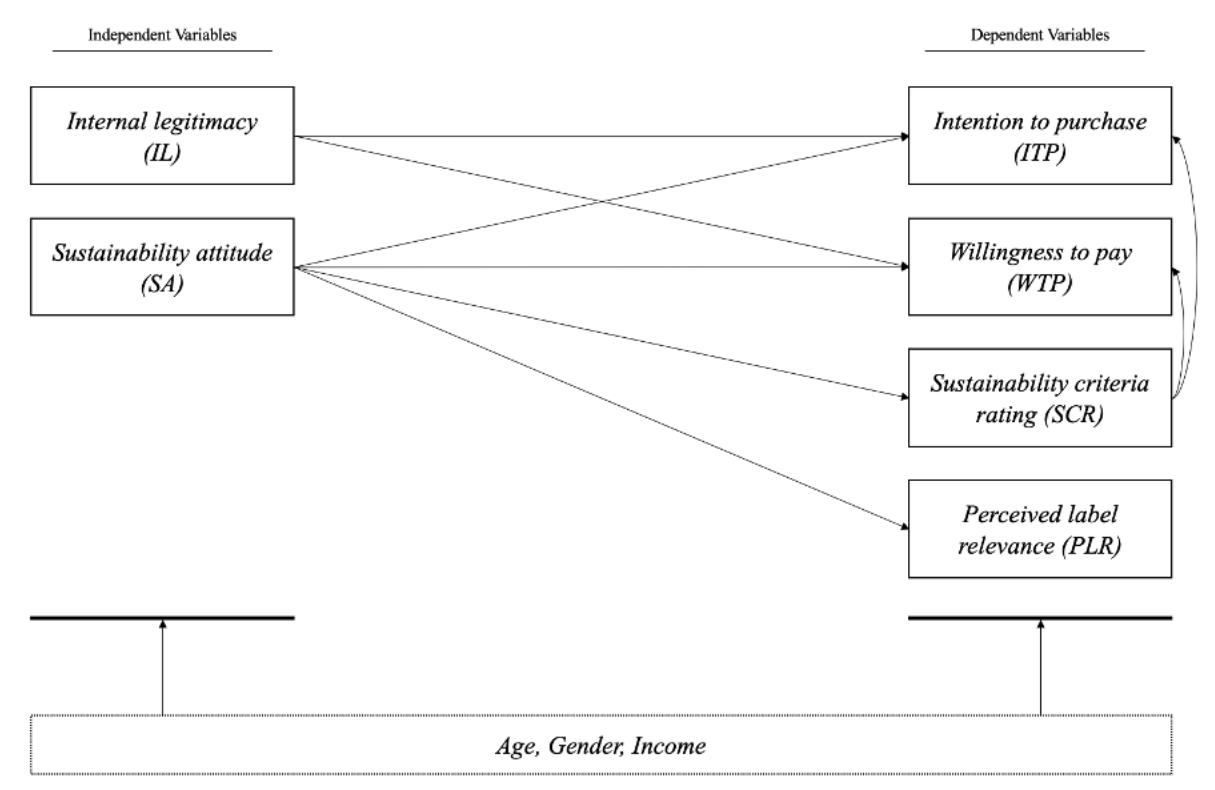 Independent Variables
Dependent Variables
Internal legitimacy
(IL)
Intention to purchase
(ITP)
Sustainability attitude
(SA)
Willingness to pay
(WTP)
Sustainability criteria
rating (SCR)
Perceived label
relevance (PLR)
Age, Gender, Income